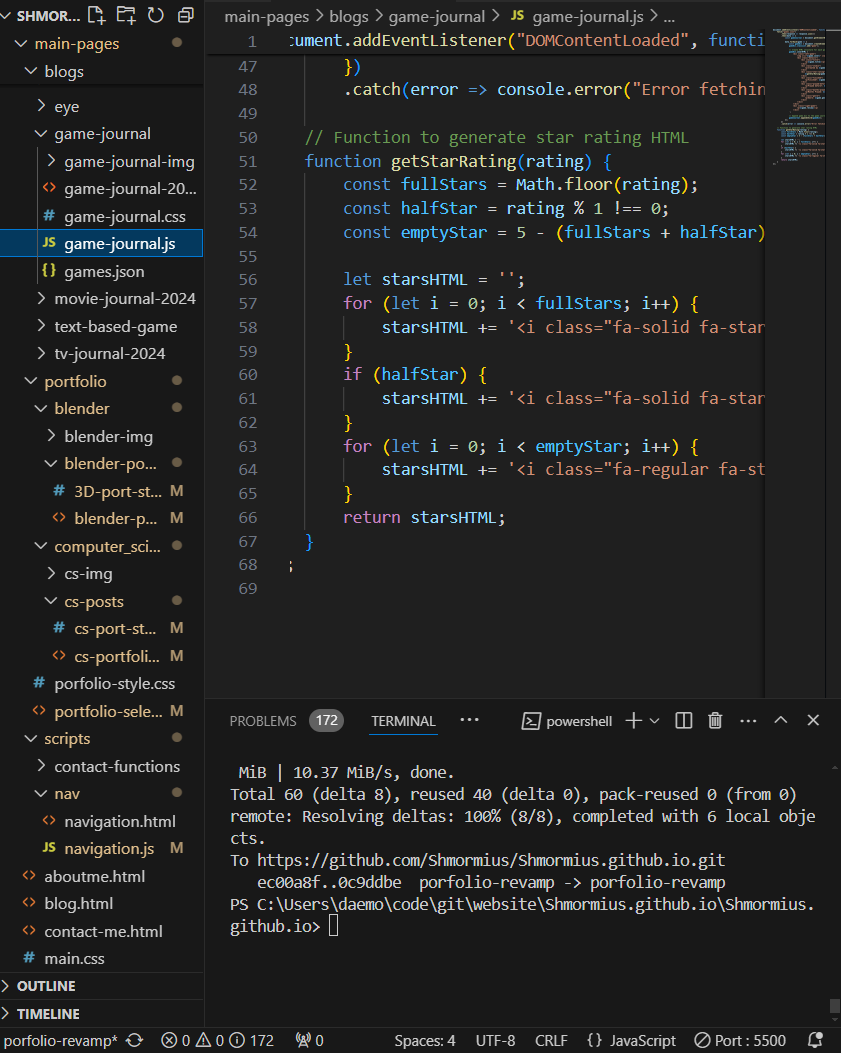 SHMOR...
main-pages
blogs
eye
game-journal
game-journal-img
game-journal-20...
game-journal.css
JS game-journal.js
{} games.json
movie-journal-2024
text-based-game
tv-journal-2024
portfolio
blender
blender-img
blender-po...
3D-port-st... M
blender-p... M
computer_sci...
cs-img
cs-posts
cs-port-st... M
cs-portfoli... M
porfolio-style.css
portfolio-sele... M
scripts
contact-functions
nav
navigation.html
JS navigation.js M
aboutme.html
blog.html
contact-me.html
main.css
OUTLINE
TIMELINE
main-pages > blogs > game-journal > JS game-journal.js > ...
1 cument.addEventListener("DOMContentLoaded", functi
47 })
48 .catch(error => console.error("Error fetchin
49
50 // Function to generate star rating HTML
51 function getStarRating(rating) {
52 const fullStars = Math.floor(rating);
53 const halfStar = rating % 1 !== 0;
54 const emptyStar = 5 - (fullStars + halfStar)
55
56 let starsHTML = '';
57 for (let i = 0; i < fullStars; i++) {
58 starsHTML += '<i class="fa-solid fa-star
59 }
60 if (halfStar) {
61 starsHTML += '<i class="fa-solid fa-star
62 }
63 for (let i = 0; i < emptyStar; i++) {
64 starsHTML += '<i class="fa-regular fa-st
65 }
66 return starsHTML;
67 }
68 ;
69
PROBLEMS 172 TERMINAL ... powershell
MiB | 10.37 MiB/s, done.
Total 60 (delta 8), reused 40 (delta 0), pack-reused 0 (from 0)
remote: Resolving deltas: 100% (8/8), completed with 6 local obje
cts.
To https://github.com/Shmormius/Shmormius.github.io.git
ec00a8f..0c9ddbe porfolio-revamp -> porfolio-revamp
PS C:\Users\daemo\code\git\website\Shmormius.github.io\Shmormius.
github.io>
porfolio-revamp* 0 0 172 0 Spaces: 4 UTF-8 CRLF {} JavaScript Port : 5500